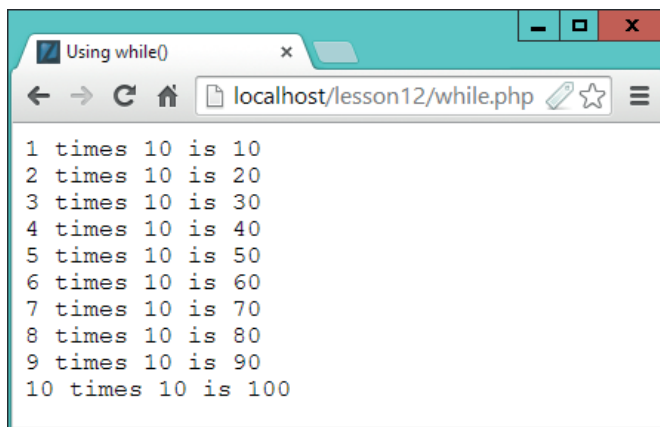 Using while()
localhost/lesson12/while.php
1 times 10 is 10
2 times 10 is 20
3 times 10 is 30
4 times 10 is 40
5 times 10 is 50
6 times 10 is 60
7 times 10 is 70
8 times 10 is 80
9 times 10 is 90
10 times 10 is 100